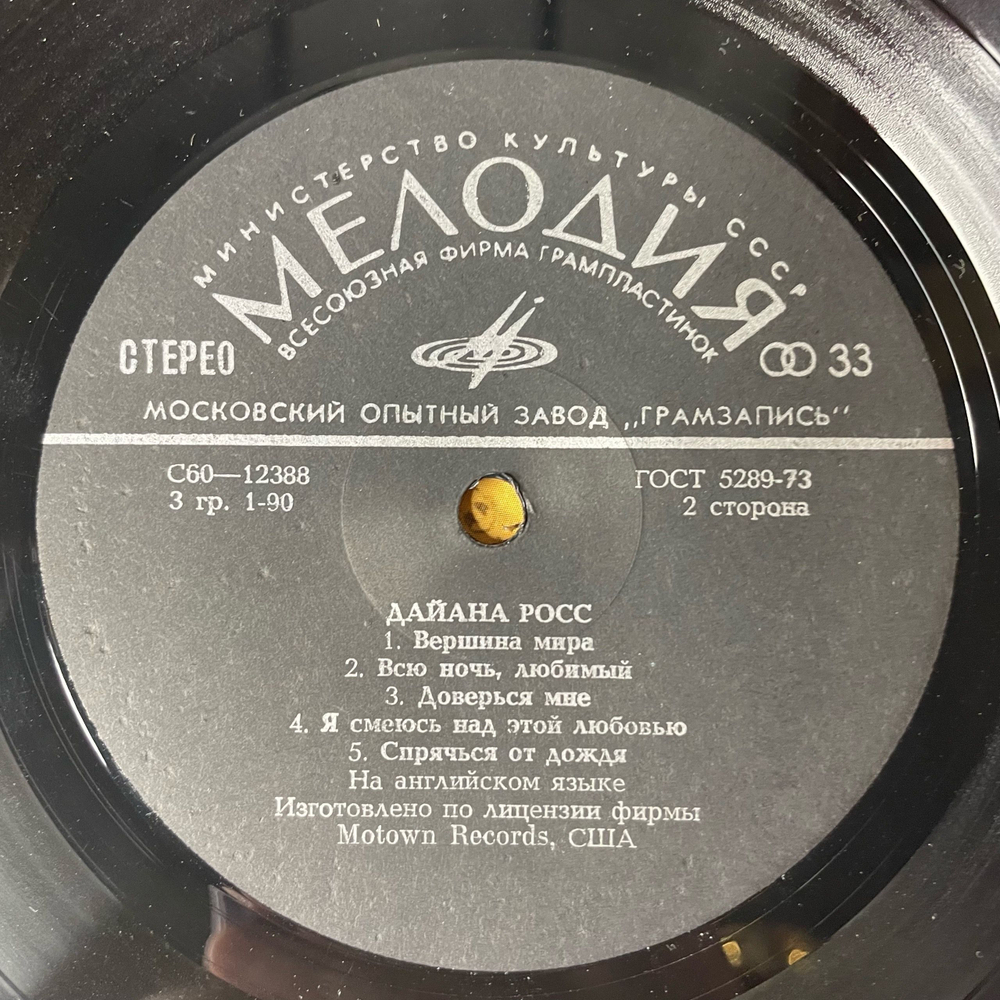 МИНИСТЕРСТВО КУЛЬТУРЫ СССР
МЕЛОДИЯ
ВСЕСОЮЗНАЯ ФИРМА ГРАМПЛАСТИНОК
СТЕРЕО
33
МОСКОВСКИЙ ОПЫТНЫЙ ЗАВОД „ГРАМЗАПИСЬ“
С60—12388
ГОСТ 5289-73
3 гр. 1-90
2 сторона
ДАЙАНА РОСС
1. Вершина мира
2. Всю ночь, любимый
3. Доверься мне
4. Я смеюсь над этой любовью
5. Спрячься от дождя
На английском языке
Изготовлено по лицензии фирмы
Motown Records, США